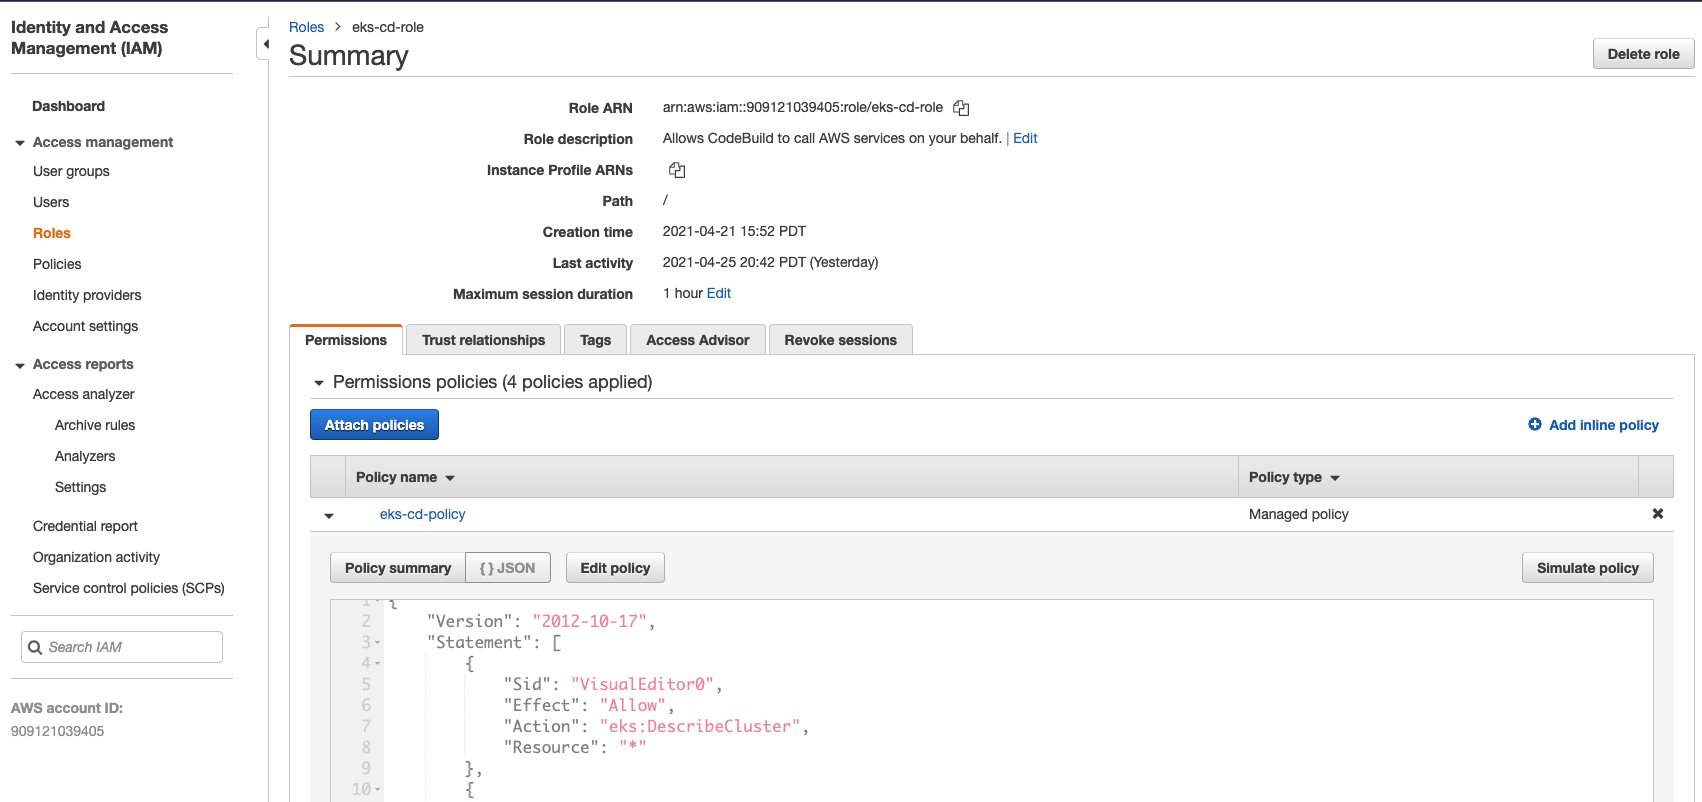 Identity and Access
Management (IAM)
Dashboard
Access management
User groups
Users
Roles
Policies
Identity providers
Account settings
Access reports
Access analyzer
Archive rules
Analyzers
Settings
Credential report
Organization activity
Service control policies (SCPs)
Search IAM
AWS account ID:
909121039405
Roles > eks-cd-role
Summary
Delete role
Role ARN arn:aws:iam::909121039405:role/eks-cd-role
Role description Allows CodeBuild to call AWS services on your behalf. | Edit
Instance Profile ARNs
Path /
Creation time 2021-04-21 15:52 PDT
Last activity 2021-04-25 20:42 PDT (Yesterday)
Maximum session duration 1 hour Edit
Permissions Trust relationships Tags Access Advisor Revoke sessions
Permissions policies (4 policies applied)
Attach policies Add inline policy
Policy name Policy type
eks-cd-policy Managed policy
Policy summary { } JSON Edit policy Simulate policy
1 {
2 "Version": "2012-10-17",
3 "Statement": [
4 {
5 "Sid": "VisualEditor0",
6 "Effect": "Allow",
7 "Action": "eks:DescribeCluster",
8 "Resource": "*"
9 },
10 {